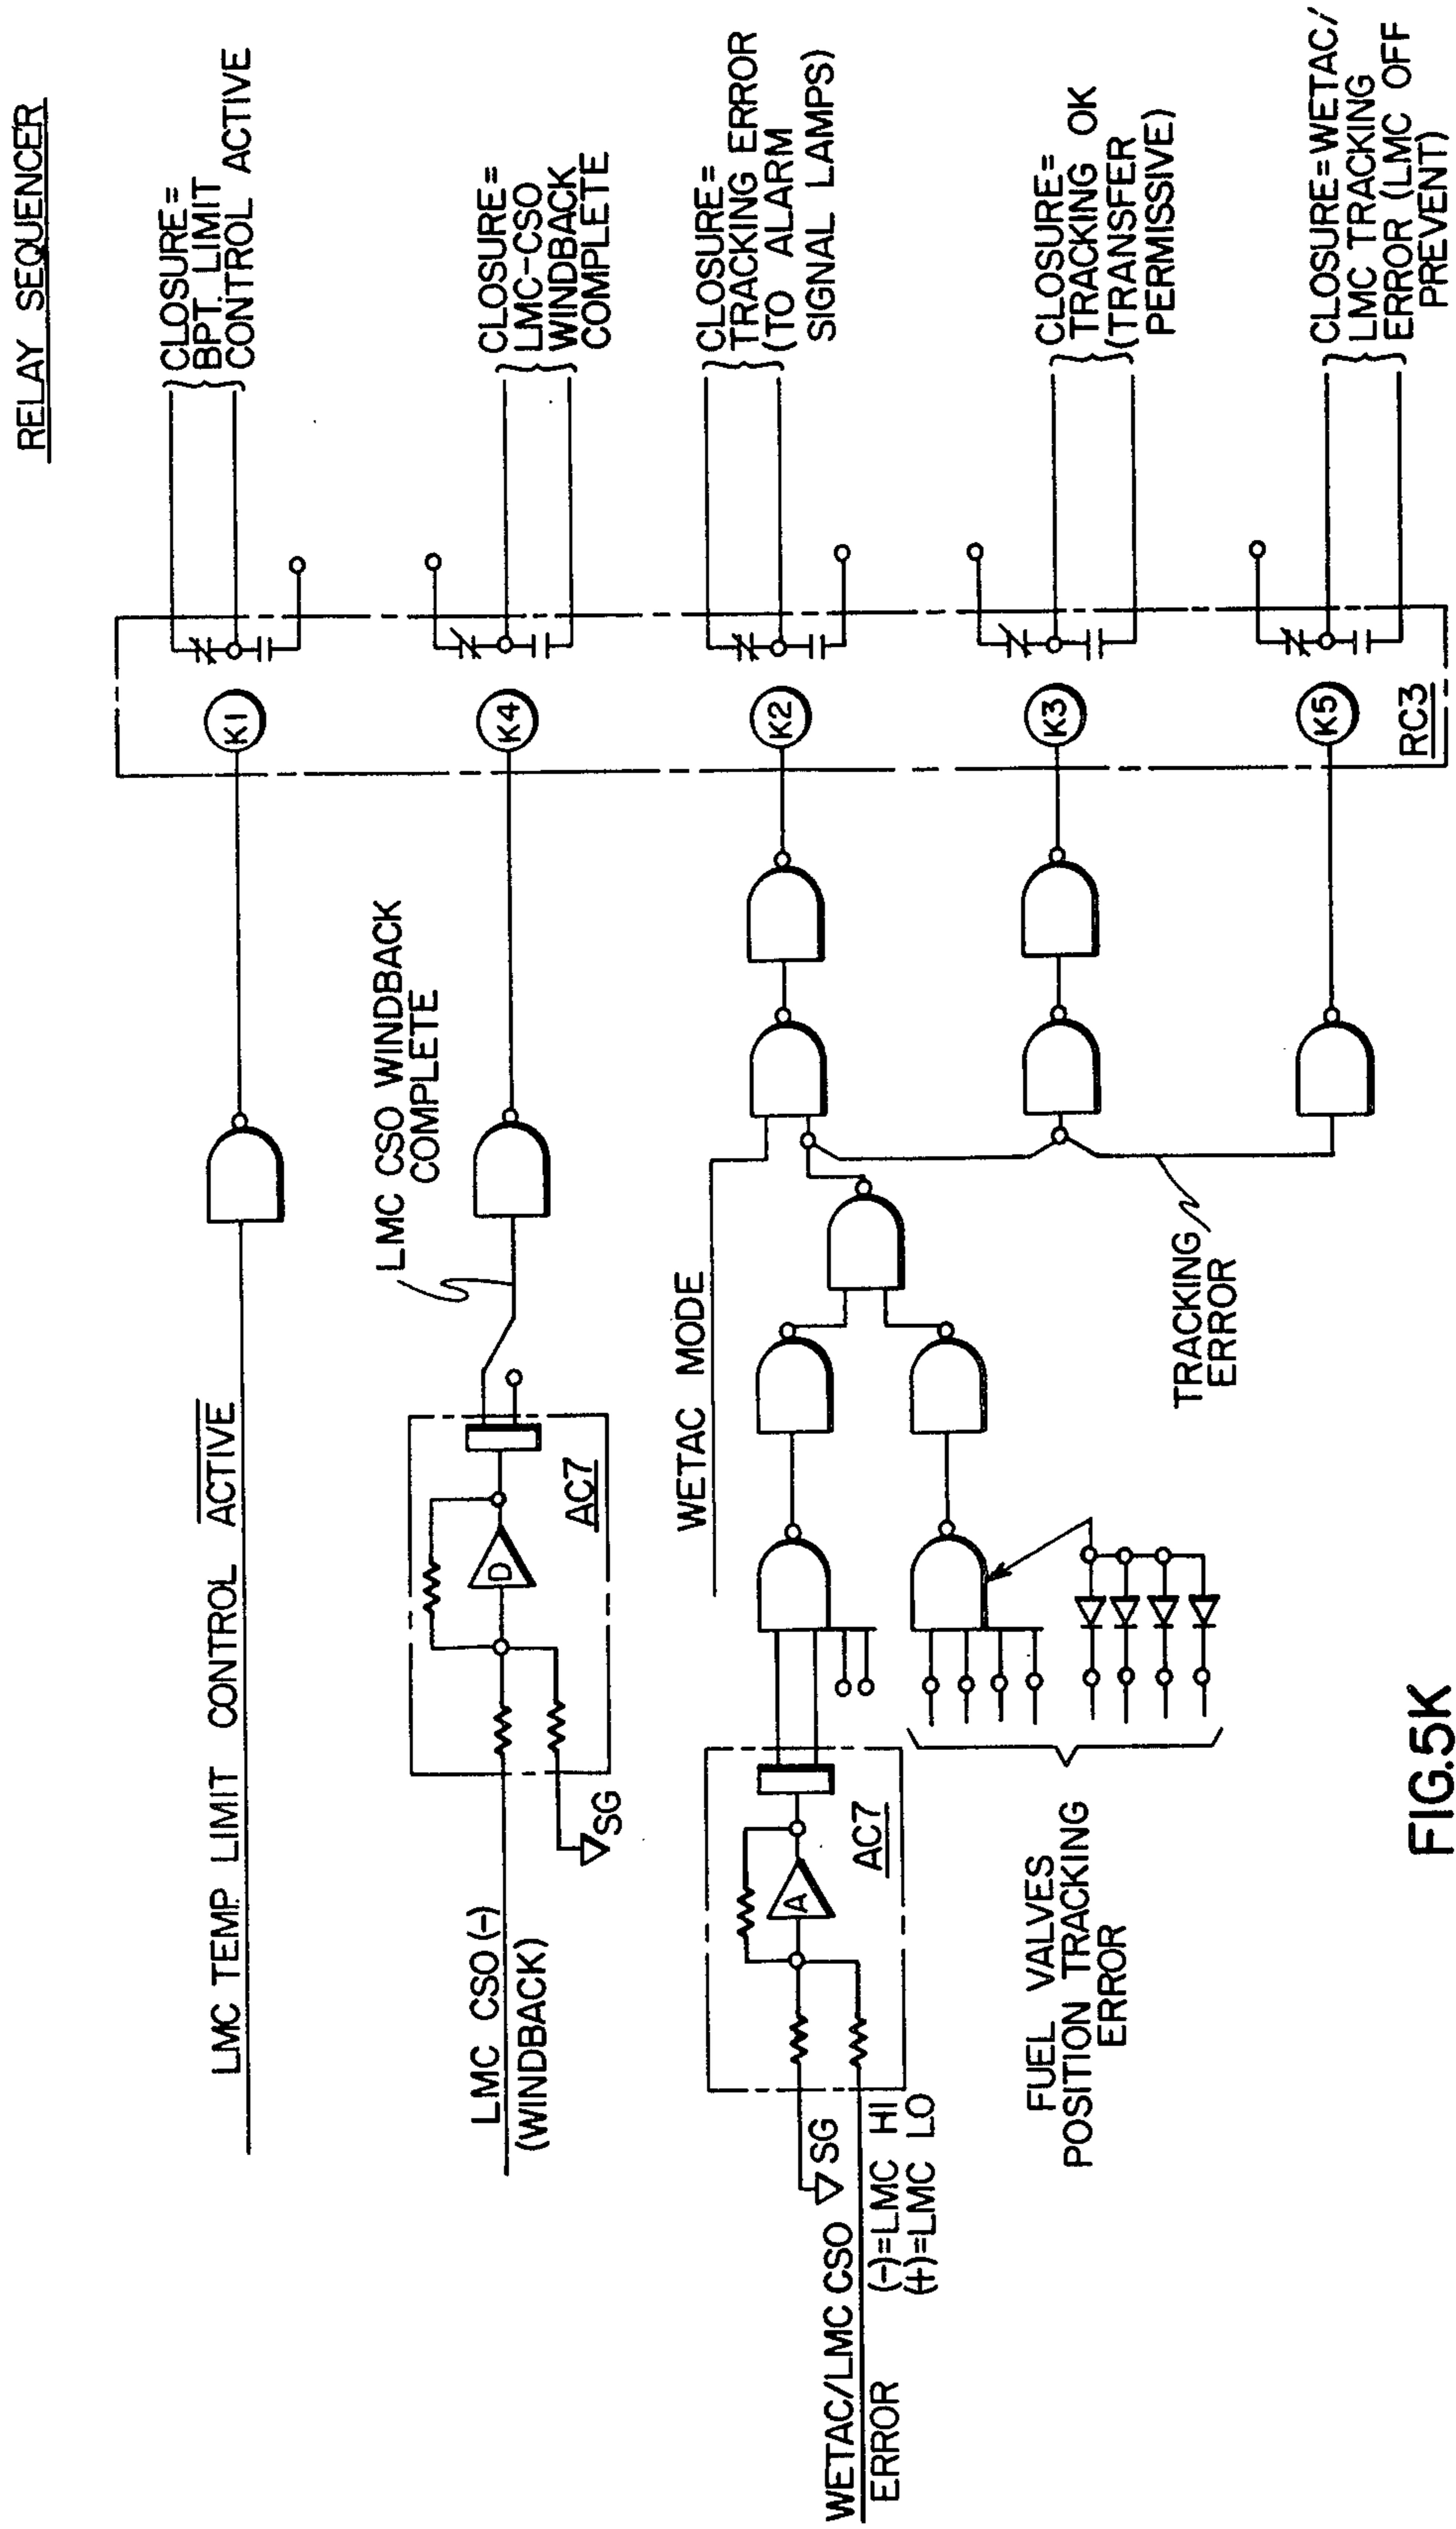 RELAY SEQUENCER
LMC TEMP. LIMIT CONTROL ACTIVE
K1
CLOSURE=
BPT. LIMIT
CONTROL ACTIVE
LMC CSO (-)
(WINDBACK)
SG
D
AC7
LMC CSO WINDBACK
COMPLETE
K4
CLOSURE=
LMC-CSO
WINDBACK
COMPLETE
WETAC/LMC CSO
ERROR
(-)=LMC HI
(+)=LMC LO
SG
A
AC7
WETAC MODE
K2
CLOSURE=
TRACKING ERROR
(TO ALARM
SIGNAL LAMPS)
FUEL VALVES
POSITION TRACKING
ERROR
TRACKING
ERROR
K3
CLOSURE=
TRACKING OK
(TRANSFER
PERMISSIVE)
K5
RC3
CLOSURE=WETAC/
LMC TRACKING
ERROR (LMC OFF
PREVENT)
FIG.5K